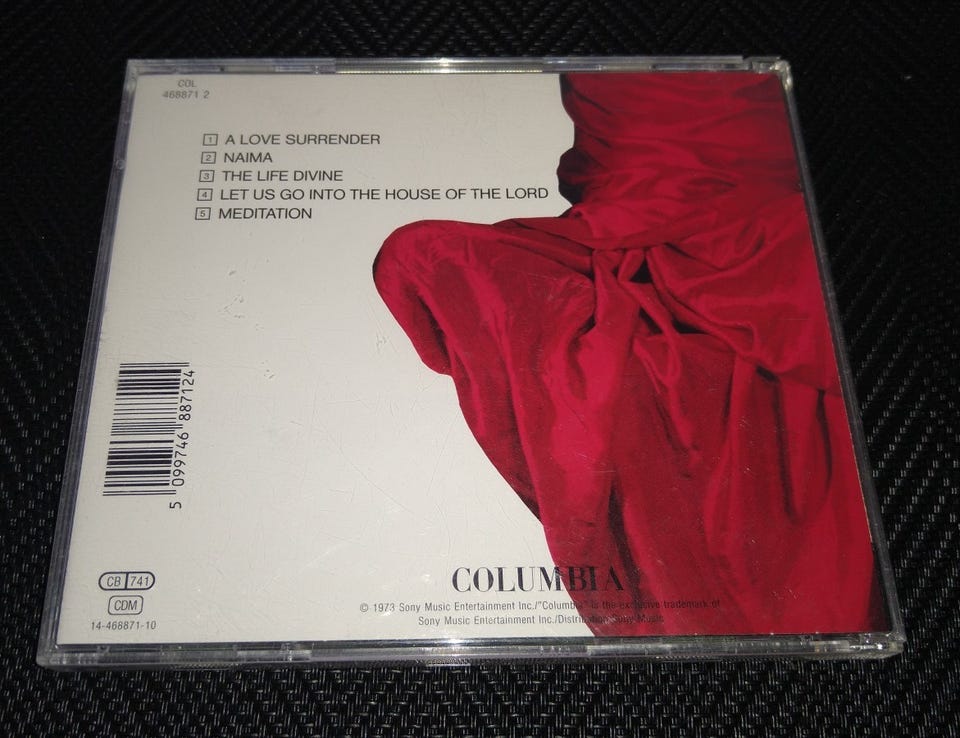 COL
468871 2
1 A LOVE SURRENDER
2 NAIMA
3 THE LIFE DIVINE
4 LET US GO INTO THE HOUSE OF THE LORD
5 MEDITATION
5 099746 887124
CB 741
CDM
14-468871-10
COLUMBIA
© 1973 Sony Music Entertainment Inc./"Columbia" is the exclusive trademark of
Sony Music Entertainment Inc./Distribution Sony Music